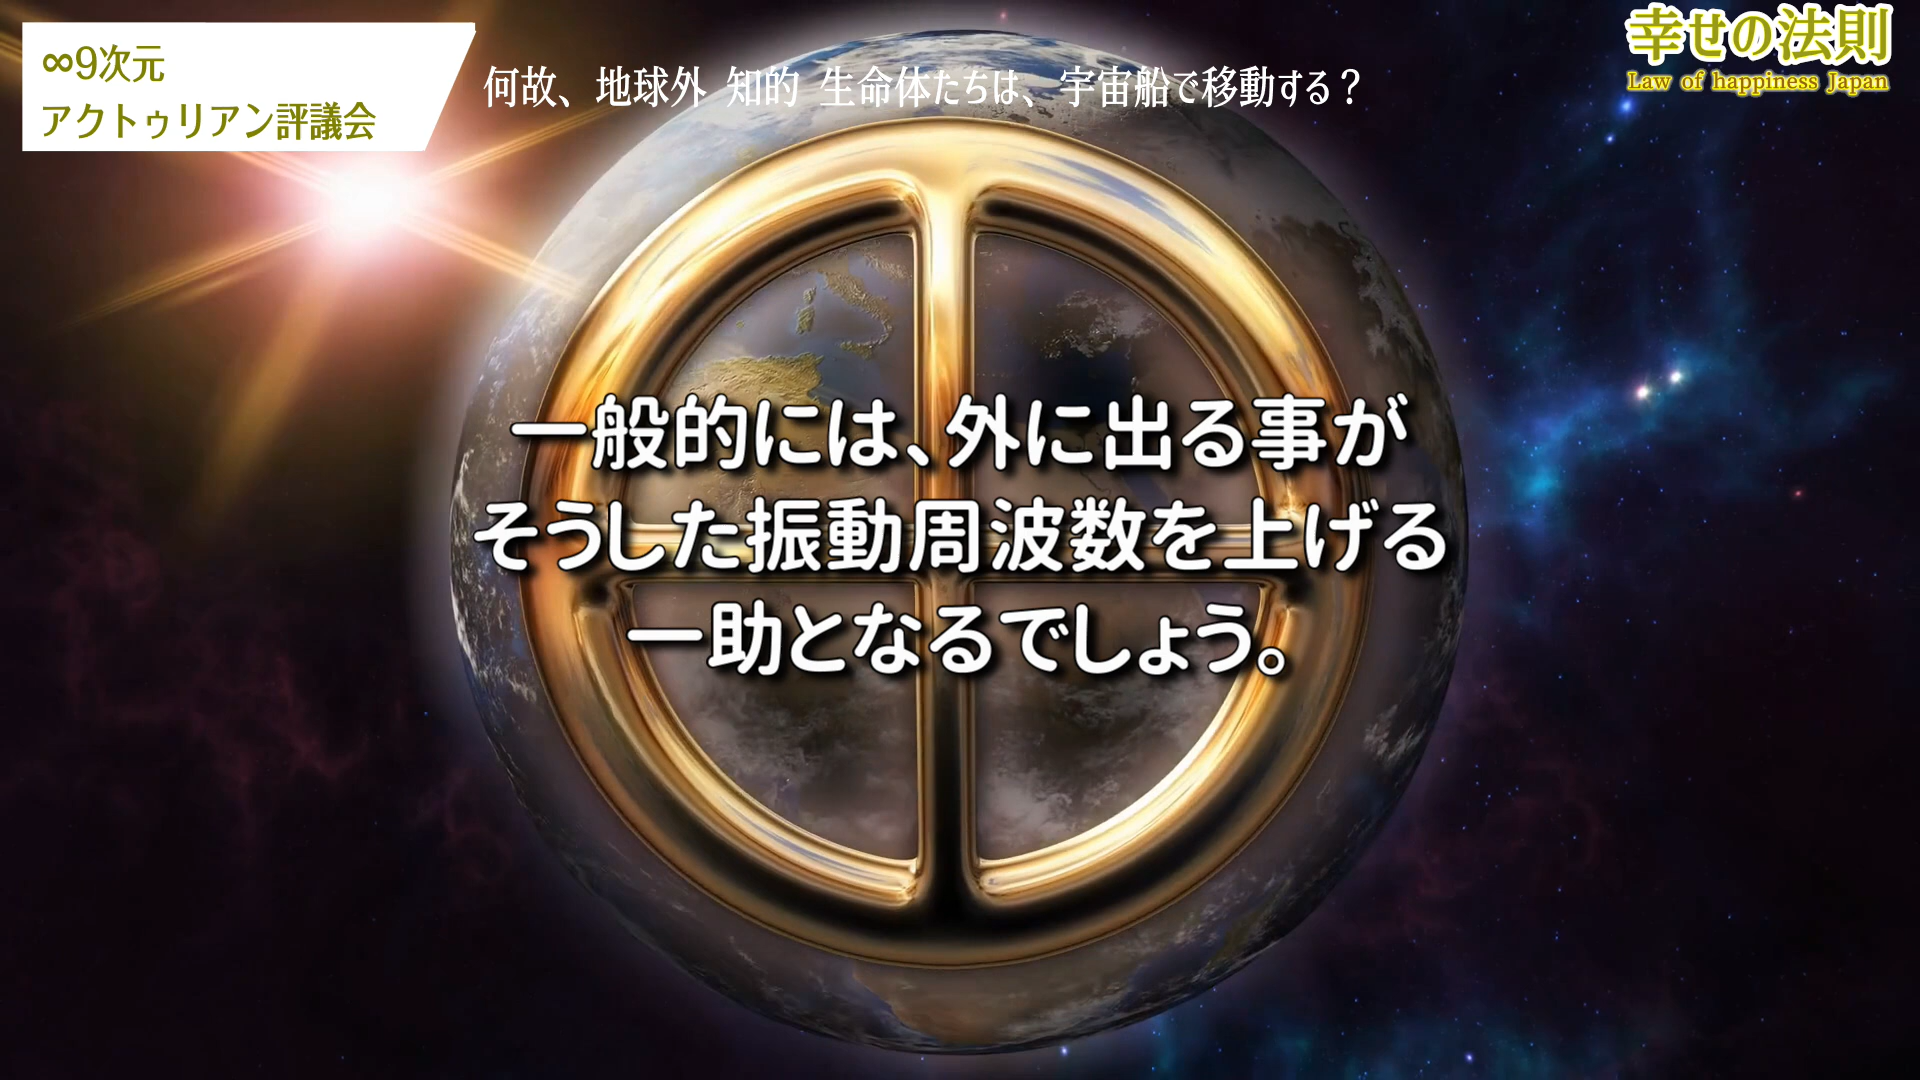 ∞9次元
アクトゥリアン評議会
何故、地球外 知的 生命体たちは、宇宙船で移動する?
幸せの法則
Law of happiness Japan
一般的には、外に出る事が
そうした振動周波数を上げる
一助となるでしょう。